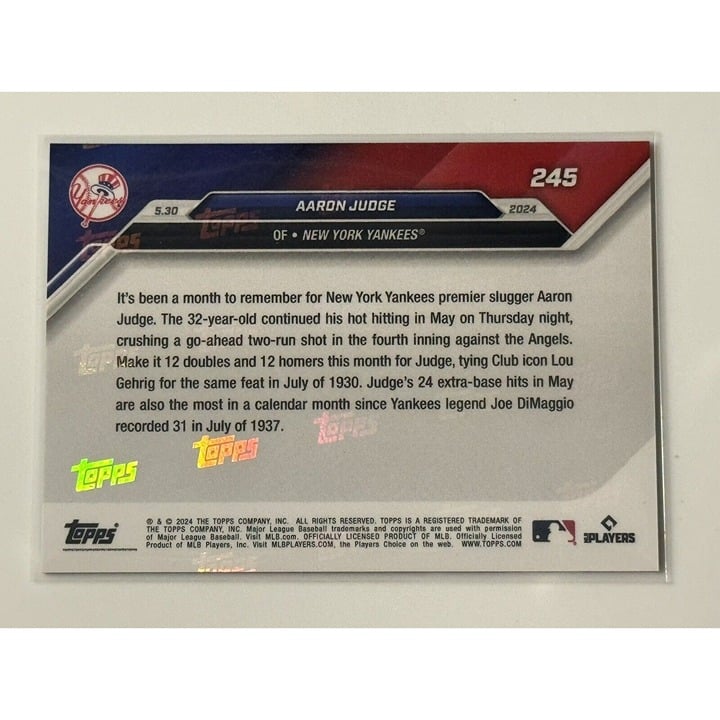 Yankees
245
5.30
AARON JUDGE
2024
OF • NEW YORK YANKEES®
It's been a month to remember for New York Yankees premier slugger Aaron
Judge. The 32-year-old continued his hot hitting in May on Thursday night,
crushing a go-ahead two-run shot in the fourth inning against the Angels.
Make it 12 doubles and 12 homers this month for Judge, tying Club icon Lou
Gehrig for the same feat in July of 1930. Judge's 24 extra-base hits in May
are also the most in a calendar month since Yankees legend Joe DiMaggio
recorded 31 in July of 1937.
TOPPS
TOPPS
TOPPS
TOPPS
TOPPS
TOPPS
Topps
® & © 2024 THE TOPPS COMPANY, INC. ALL RIGHTS RESERVED. TOPPS IS A REGISTERED TRADEMARK OF
THE TOPPS COMPANY, INC. Major League Baseball trademarks and copyrights are used with permission
of Major League Baseball. Visit MLB.com. OFFICIALLY LICENSED PRODUCT OF MLB. Officially Licensed
Product of MLB Players, Inc. Visit MLBPLAYERS.COM, the Players Choice on the web. WWW.TOPPS.COM
MLB PLAYERS